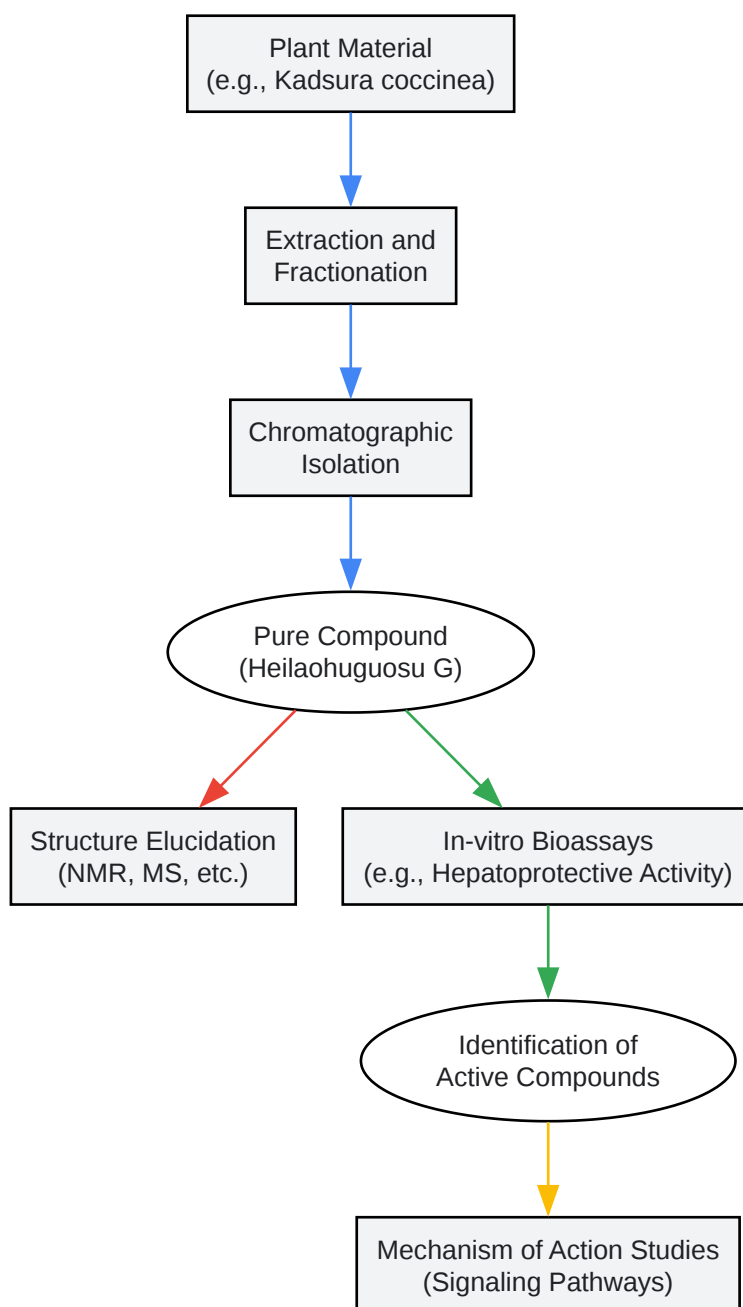 Plant Material
(e.g., Kadsura coccinea)
Extraction and
Fractionation
Chromatographic
Isolation
Pure Compound
(Heilaohuguosu G)
Structure Elucidation
(NMR, MS, etc.)
In-vitro Bioassays
(e.g., Hepatoprotective Activity)
Identification of
Active Compounds
Mechanism of Action Studies
(Signaling Pathways)